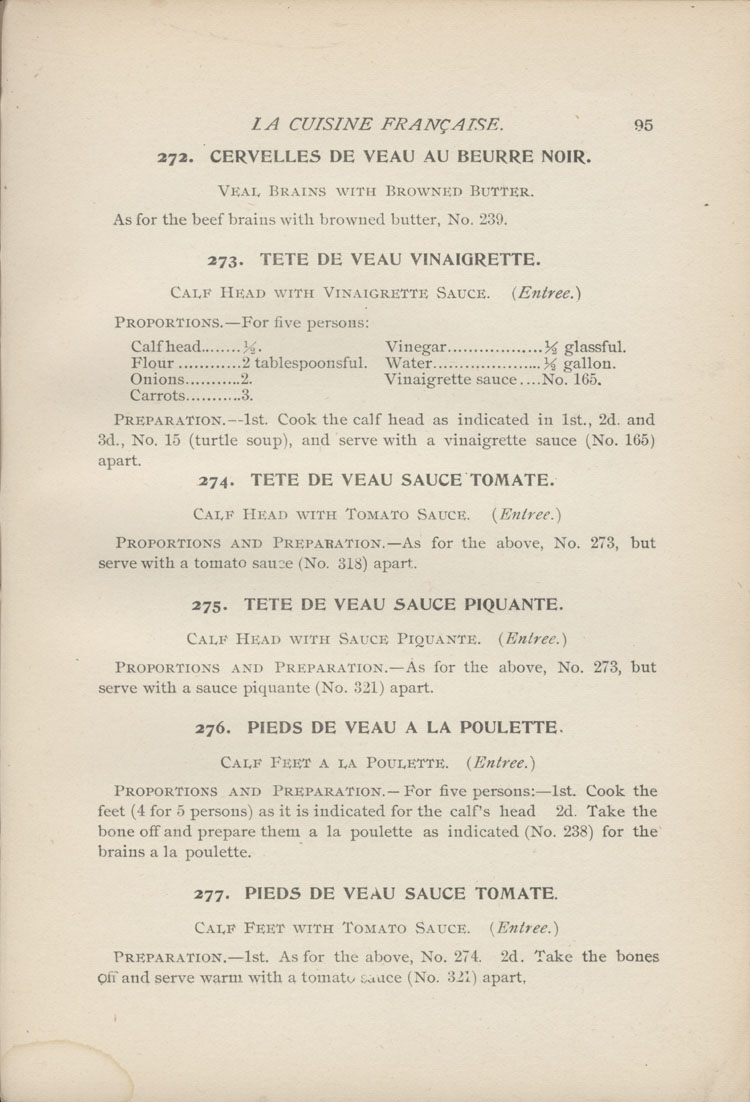 LA CUISINE FRANÇAISE. 95
272. CERVELLES DE VEAU AU BEURRE NOIR.
VEAL BRAINS WITH BROWNED BUTTER.
As for the beef brains with browned butter, No. 239.
273. TETE DE VEAU VINAIGRETTE.
CALF HEAD WITH VINAIGRETTE SAUCE. (Entree.)
PROPORTIONS.—For five persons:
Calf head........½.
Flour ............2 tablespoonsful.
Onions...........2.
Carrots...........3.
Vinegar..................½ glassful.
Water.....................½ gallon.
Vinaigrette sauce....No. 165.
PREPARATION.--1st. Cook the calf head as indicated in 1st., 2d. and
3d., No. 15 (turtle soup), and serve with a vinaigrette sauce (No. 165)
apart.
274. TETE DE VEAU SAUCE TOMATE.
CALF HEAD WITH TOMATO SAUCE. (Entree.)
PROPORTIONS AND PREPARATION.—As for the above, No. 273, but
serve with a tomato sauce (No. 318) apart.
275. TETE DE VEAU SAUCE PIQUANTE.
CALF HEAD WITH SAUCE PIQUANTE. (Entree.)
PROPORTIONS AND PREPARATION.—As for the above, No. 273, but
serve with a sauce piquante (No. 321) apart.
276. PIEDS DE VEAU A LA POULETTE.
CALF FEET A LA POULETTE. (Entree.)
PROPORTIONS AND PREPARATION.—For five persons:—1st. Cook the
feet (4 for 5 persons) as it is indicated for the calf's head 2d. Take the
bone off and prepare them a la poulette as indicated (No. 238) for the
brains a la poulette.
277. PIEDS DE VEAU SAUCE TOMATE.
CALF FEET WITH TOMATO SAUCE. (Entree.)
PREPARATION.—1st. As for the above, No. 274. 2d. Take the bones
off and serve warm with a tomato sauce (No. 321) apart.